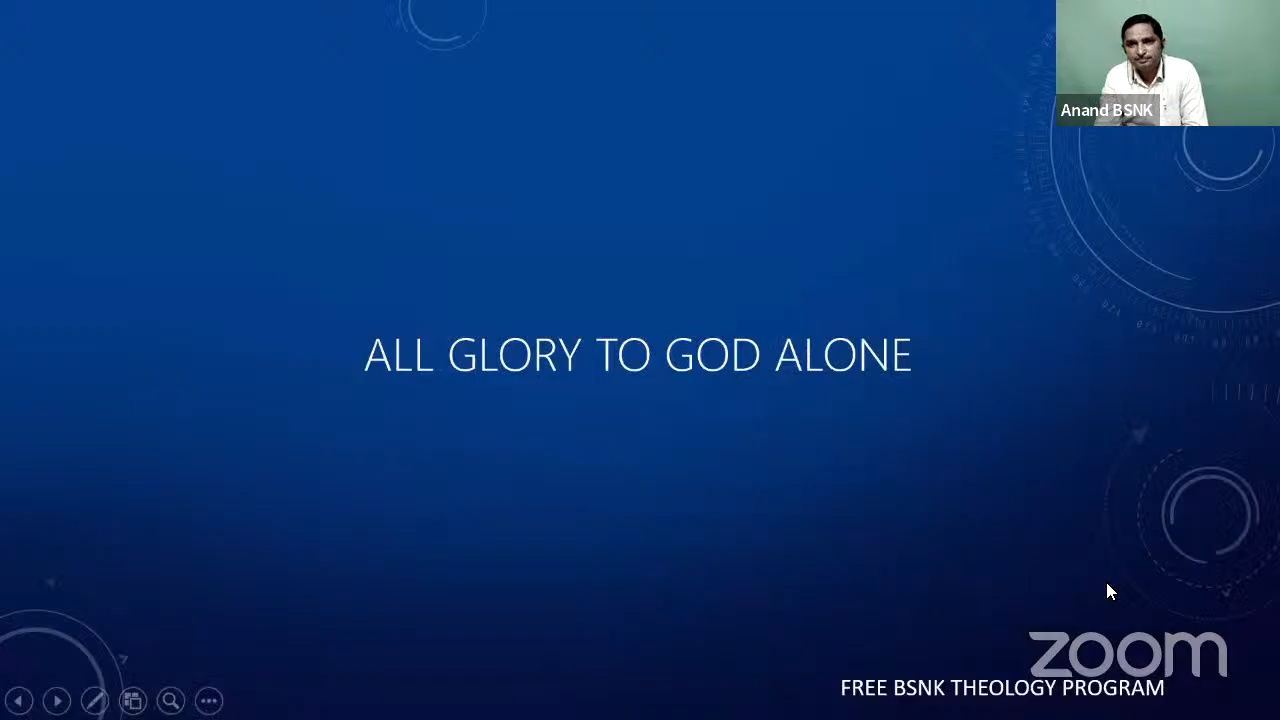 Anand BSNK
ALL GLORY TO GOD ALONE
zoom
FREE BSNK THEOLOGY PROGRAM